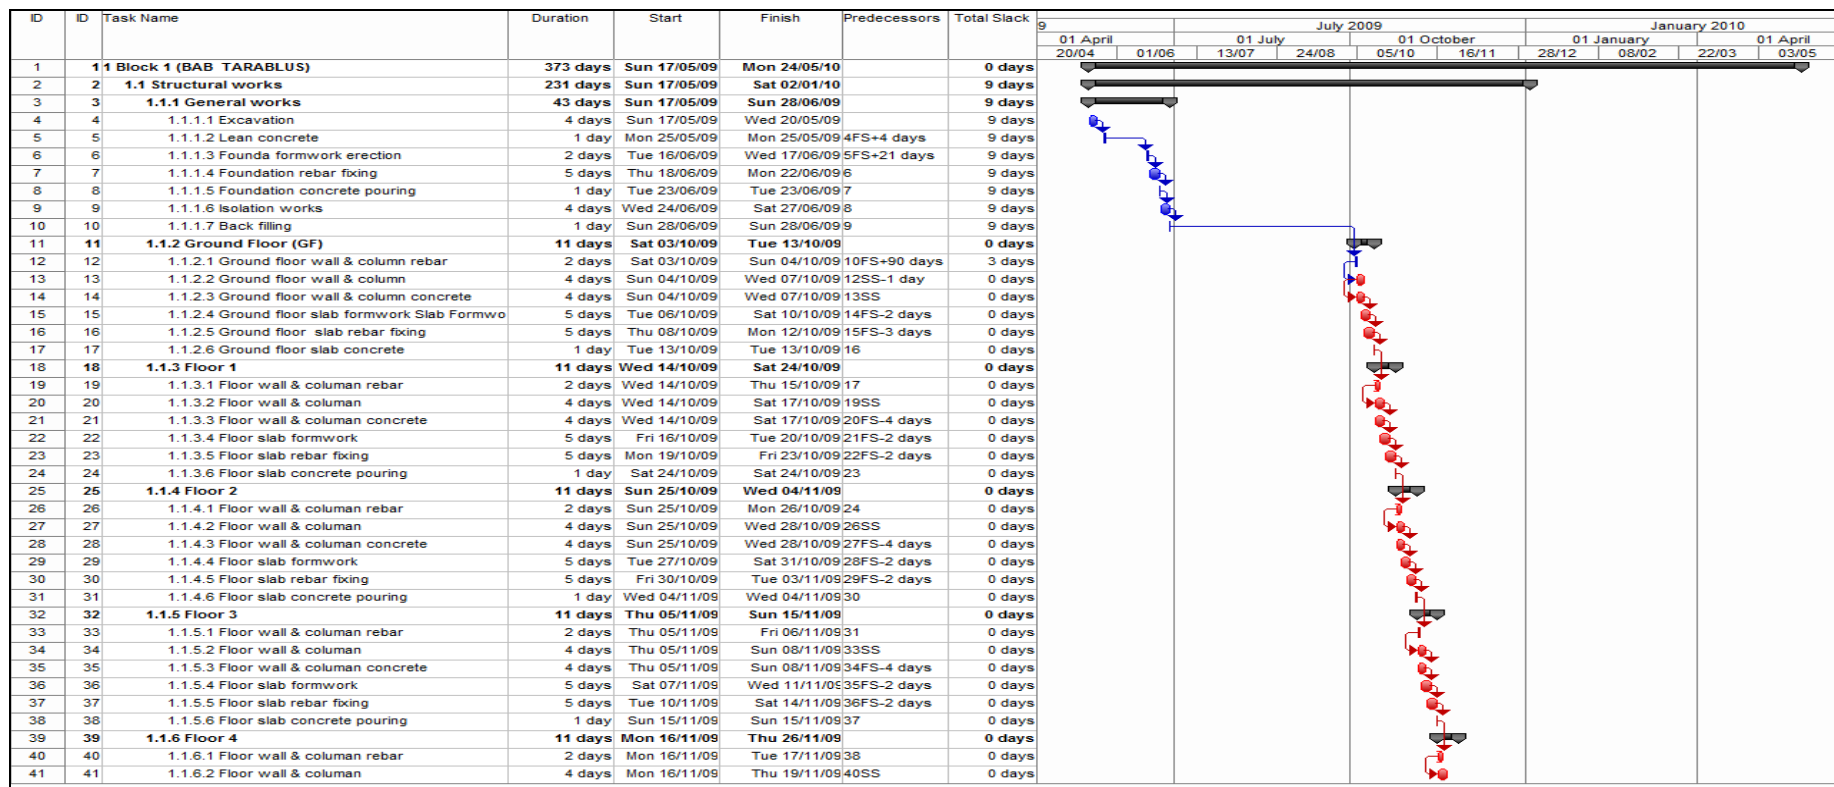 ID ID Task Name Duration Start Finish Predecessors Total Slack
9 July 2009 January 2010
01 April 01 July 01 October 01 January 01 April
20/04 01/06 13/07 24/08 05/10 16/11 28/12 08/02 22/03 03/05
1 1 1 Block 1 (BAB TARABLUS) 373 days Sun 17/05/09 Mon 24/05/10 0 days
2 2 1.1 Structural works 231 days Sun 17/05/09 Sat 02/01/10 9 days
3 3 1.1.1 General works 43 days Sun 17/05/09 Sun 28/06/09 9 days
4 4 1.1.1.1 Excavation 4 days Sun 17/05/09 Wed 20/05/09 9 days
5 5 1.1.1.2 Lean concrete 1 day Mon 25/05/09 Mon 25/05/09 4FS+4 days 9 days
6 6 1.1.1.3 Founda formwork erection 2 days Tue 16/06/09 Wed 17/06/09 5FS+21 days 9 days
7 7 1.1.1.4 Foundation rebar fixing 5 days Thu 18/06/09 Mon 22/06/09 6 9 days
8 8 1.1.1.5 Foundation concrete pouring 1 day Tue 23/06/09 Tue 23/06/09 7 9 days
9 9 1.1.1.6 Isolation works 4 days Wed 24/06/09 Sat 27/06/09 8 9 days
10 10 1.1.1.7 Back filling 1 day Sun 28/06/09 Sun 28/06/09 9 9 days
11 11 1.1.2 Ground Floor (GF) 11 days Sat 03/10/09 Tue 13/10/09 0 days
12 12 1.1.2.1 Ground floor wall & column rebar 2 days Sat 03/10/09 Sun 04/10/09 10FS+90 days 3 days
13 13 1.1.2.2 Ground floor wall & column 4 days Sun 04/10/09 Wed 07/10/09 12SS-1 day 0 days
14 14 1.1.2.3 Ground floor wall & column concrete 4 days Sun 04/10/09 Wed 07/10/09 13SS 0 days
15 15 1.1.2.4 Ground floor slab formwork Slab Formwo 5 days Tue 06/10/09 Sat 10/10/09 14FS-2 days 0 days
16 16 1.1.2.5 Ground floor slab rebar fixing 5 days Thu 08/10/09 Mon 12/10/09 15FS-3 days 0 days
17 17 1.1.2.6 Ground floor slab concrete 1 day Tue 13/10/09 Tue 13/10/09 16 0 days
18 18 1.1.3 Floor 1 11 days Wed 14/10/09 Sat 24/10/09 0 days
19 19 1.1.3.1 Floor wall & columan rebar 2 days Wed 14/10/09 Thu 15/10/09 17 0 days
20 20 1.1.3.2 Floor wall & columan 4 days Wed 14/10/09 Sat 17/10/09 19SS 0 days
21 21 1.1.3.3 Floor wall & columan concrete 4 days Wed 14/10/09 Sat 17/10/09 20FS-4 days 0 days
22 22 1.1.3.4 Floor slab formwork 5 days Fri 16/10/09 Tue 20/10/09 21FS-2 days 0 days
23 23 1.1.3.5 Floor slab rebar fixing 5 days Mon 19/10/09 Fri 23/10/09 22FS-2 days 0 days
24 24 1.1.3.6 Floor slab concrete pouring 1 day Sat 24/10/09 Sat 24/10/09 23 0 days
25 25 1.1.4 Floor 2 11 days Sun 25/10/09 Wed 04/11/09 0 days
26 26 1.1.4.1 Floor wall & columan rebar 2 days Sun 25/10/09 Mon 26/10/09 24 0 days
27 27 1.1.4.2 Floor wall & columan 4 days Sun 25/10/09 Wed 28/10/09 26SS 0 days
28 28 1.1.4.3 Floor wall & columan concrete 4 days Sun 25/10/09 Wed 28/10/09 27FS-4 days 0 days
29 29 1.1.4.4 Floor slab formwork 5 days Tue 27/10/09 Sat 31/10/09 28FS-2 days 0 days
30 30 1.1.4.5 Floor slab rebar fixing 5 days Fri 30/10/09 Tue 03/11/09 29FS-2 days 0 days
31 31 1.1.4.6 Floor slab concrete pouring 1 day Wed 04/11/09 Wed 04/11/09 30 0 days
32 32 1.1.5 Floor 3 11 days Thu 05/11/09 Sun 15/11/09 0 days
33 33 1.1.5.1 Floor wall & columan rebar 2 days Thu 05/11/09 Fri 06/11/09 31 0 days
34 34 1.1.5.2 Floor wall & columan 4 days Thu 05/11/09 Sun 08/11/09 33SS 0 days
35 35 1.1.5.3 Floor wall & columan concrete 4 days Thu 05/11/09 Sun 08/11/09 34FS-4 days 0 days
36 36 1.1.5.4 Floor slab formwork 5 days Sat 07/11/09 Wed 11/11/09 35FS-2 days 0 days
37 37 1.1.5.5 Floor slab rebar fixing 5 days Tue 10/11/09 Sat 14/11/09 36FS-2 days 0 days
38 38 1.1.5.6 Floor slab concrete pouring 1 day Sun 15/11/09 Sun 15/11/09 37 0 days
39 39 1.1.6 Floor 4 11 days Mon 16/11/09 Thu 26/11/09 0 days
40 40 1.1.6.1 Floor wall & columan rebar 2 days Mon 16/11/09 Tue 17/11/09 38 0 days
41 41 1.1.6.2 Floor wall & columan 4 days Mon 16/11/09 Thu 19/11/09 40SS 0 days